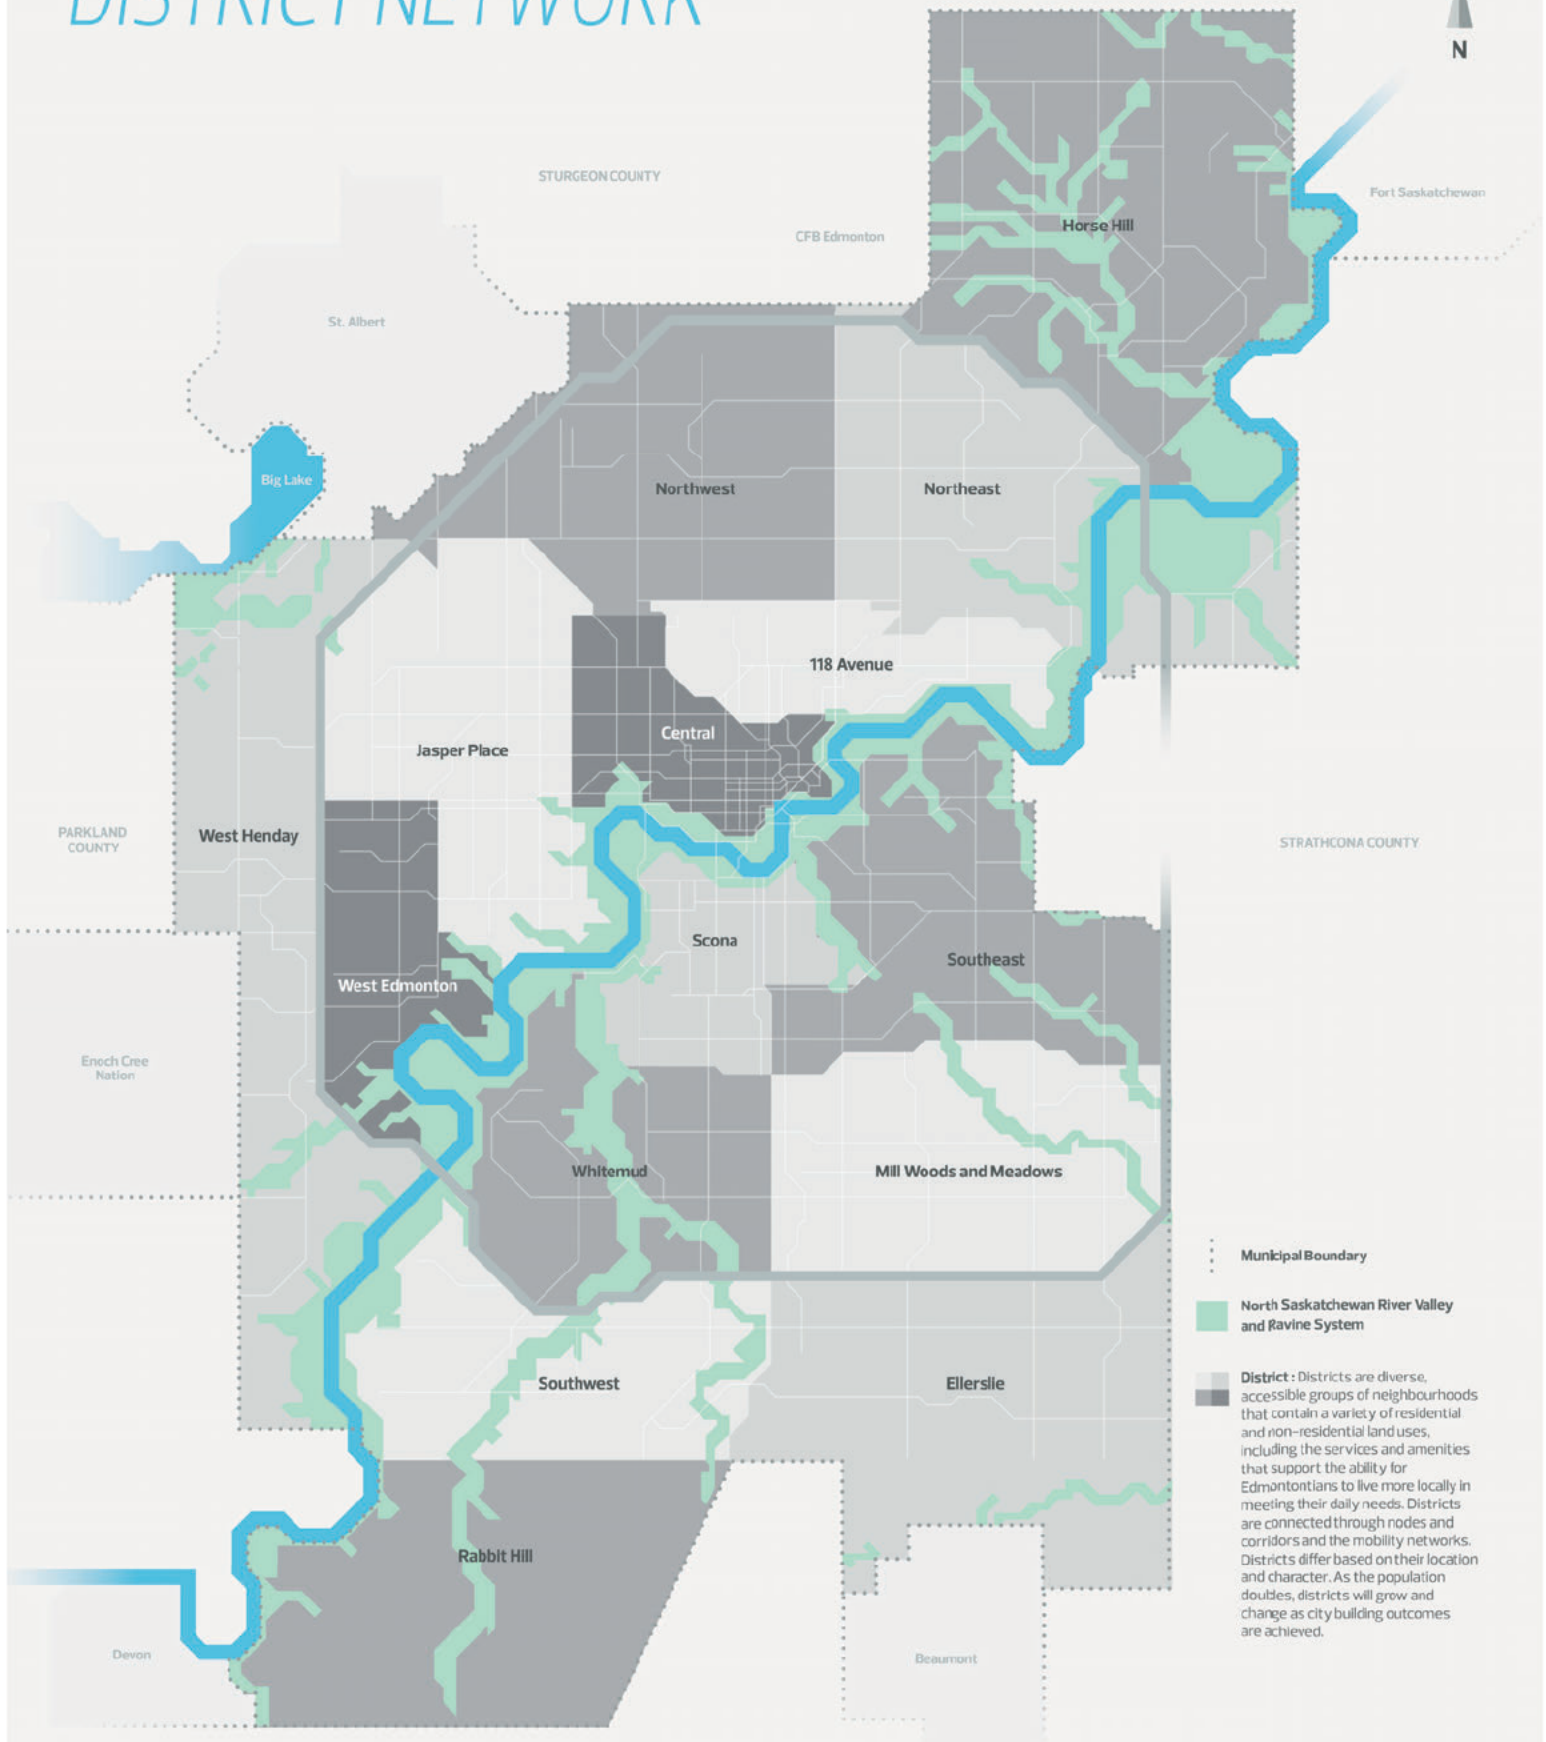 DISTRICT NETWORK
N
STURGEON COUNTY
Fort Saskatchewan
CFB Edmonton
Horse Hill
St. Albert
Big Lake
Northwest
Northeast
118 Avenue
Central
Jasper Place
PARKLAND
COUNTY
West Henday
STRATHCONA COUNTY
Scona
Southeast
West Edmonton
Enoch Cree
Nation
Whitemud
Mill Woods and Meadows
Southwest
Ellerslie
Rabbit Hill
Devon
Beaumont
Municipal Boundary
North Saskatchewan River Valley
and Ravine System
District : Districts are diverse,
accessible groups of neighbourhoods
that contain a variety of residential
and non-residential land uses,
including the services and amenities
that support the ability for
Edmontontians to live more locally in
meeting their daily needs. Districts
are connected through nodes and
corridors and the mobility networks.
Districts differ based on their location
and character. As the population
doubles, districts will grow and
change as city building outcomes
are achieved.